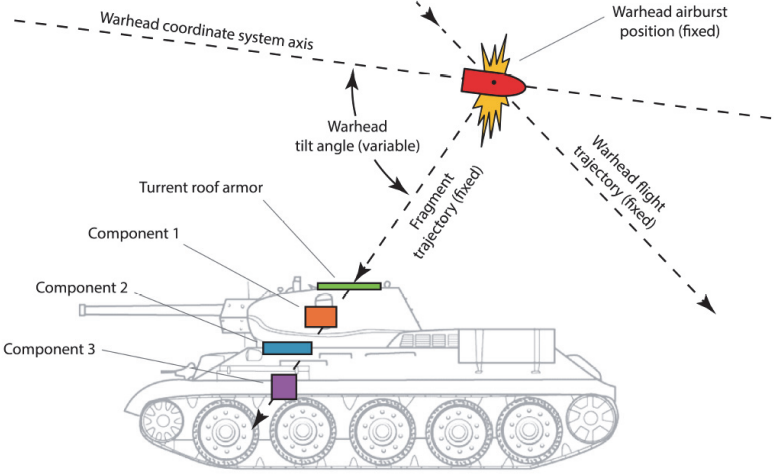 Warhead airburst
position (fixed)
Warhead coordinate system axis
Warhead
tilt angle (variable)
Warhead flight
trajectory (fixed)
Fragment
trajectory (fixed)
Turrent roof armor
Component 1
Component 2
Component 3